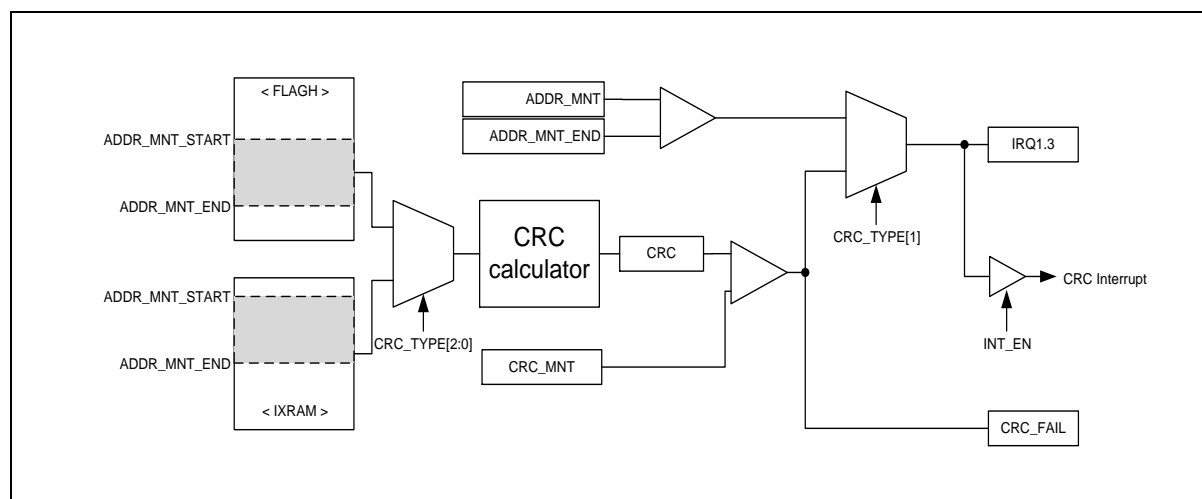 < FLAGH >
ADDR_MNT_START
ADDR_MNT_END
ADDR_MNT_START
ADDR_MNT_END
< IXRAM >
CRC_TYPE[2:0]
CRC
calculator
ADDR_MNT
ADDR_MNT_END
CRC
CRC_MNT
CRC_TYPE[1]
IRQ1.3
CRC Interrupt
INT_EN
CRC_FAIL